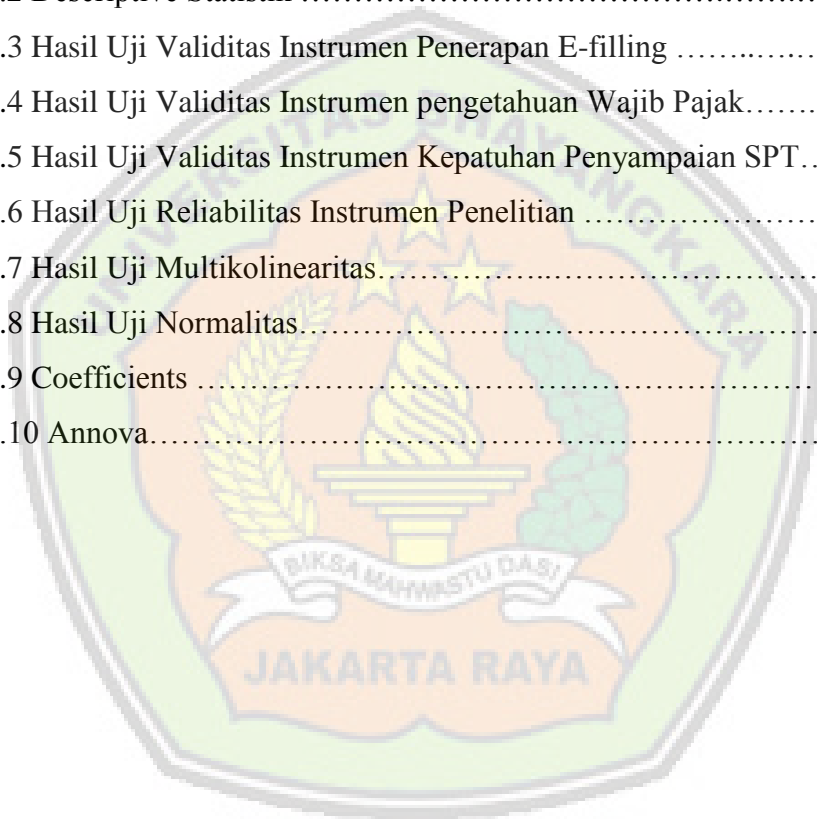 .2 Descriptive Statistik ……………………………………….….…
.3 Hasil Uji Validitas Instrumen Penerapan E-filling ……..….…
.4 Hasil Uji Validitas Instrumen pengetahuan Wajib Pajak…….
.5 Hasil Uji Validitas Instrumen Kepatuhan Penyampaian SPT…
.6 Hasil Uji Reliabilitas Instrumen Penelitian ………………….
.7 Hasil Uji Multikolinearitas……………..…………………….
.8 Hasil Uji Normalitas………………………………………….
.9 Coefficients ………………………………………………….
.10 Annova……………………………………………………….
UNIVERSITAS BHAYANGKARA
BIKSA MAHWASTU DASI
JAKARTA RAYA